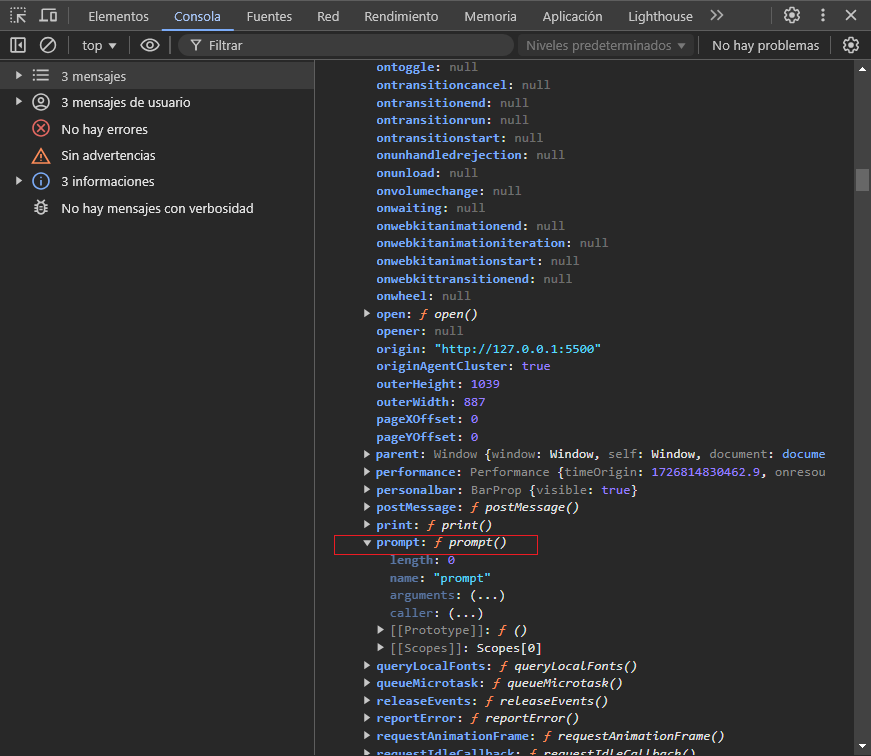 Elementos Consola Fuentes Red Rendimiento Memoria Aplicación Lighthouse
top Filtrar Niveles predeterminados No hay problemas
3 mensajes
3 mensajes de usuario
No hay errores
Sin advertencias
3 informaciones
No hay mensajes con verbosidad
ontoggle: null
ontransitioncancel: null
ontransitionend: null
ontransitionrun: null
ontransitionstart: null
onunhandledrejection: null
onunload: null
onvolumechange: null
onwaiting: null
onwebkitanimationend: null
onwebkitanimationiteration: null
onwebkitanimationstart: null
onwebkittransitionend: null
onwheel: null
open: ƒ open()
opener: null
origin: "http://127.0.0.1:5500"
originAgentCluster: true
outerHeight: 1039
outerWidth: 887
pageXOffset: 0
pageYOffset: 0
parent: Window {window: Window, self: Window, document: docume
performance: Performance {timeOrigin: 1726814830462.9, onresou
personalbar: BarProp {visible: true}
postMessage: ƒ postMessage()
print: ƒ print()
prompt: ƒ prompt()
length: 0
name: "prompt"
arguments: (...)
caller: (...)
[[Prototype]]: ƒ ()
[[Scopes]]: Scopes[0]
queryLocalFonts: ƒ queryLocalFonts()
queueMicrotask: ƒ queueMicrotask()
releaseEvents: ƒ releaseEvents()
reportError: ƒ reportError()
requestAnimationFrame: ƒ requestAnimationFrame()
requestIdleCallback: ƒ requestIdleCallback()